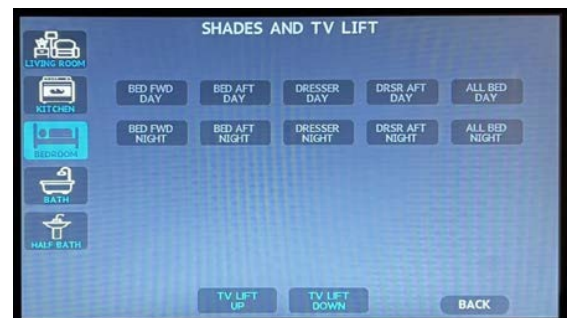 SHADES AND TV LIFT
LIVING ROOM
KITCHEN
BEDROOM
BATH
HALF BATH
BED FWD
DAY
BED AFT
DAY
DRESSER
DAY
DRSR AFT
DAY
ALL BED
DAY
BED FWD
NIGHT
BED AFT
NIGHT
DRESSER
NIGHT
DRSR AFT
NIGHT
ALL BED
NIGHT
TV LIFT
UP
TV LIFT
DOWN
BACK